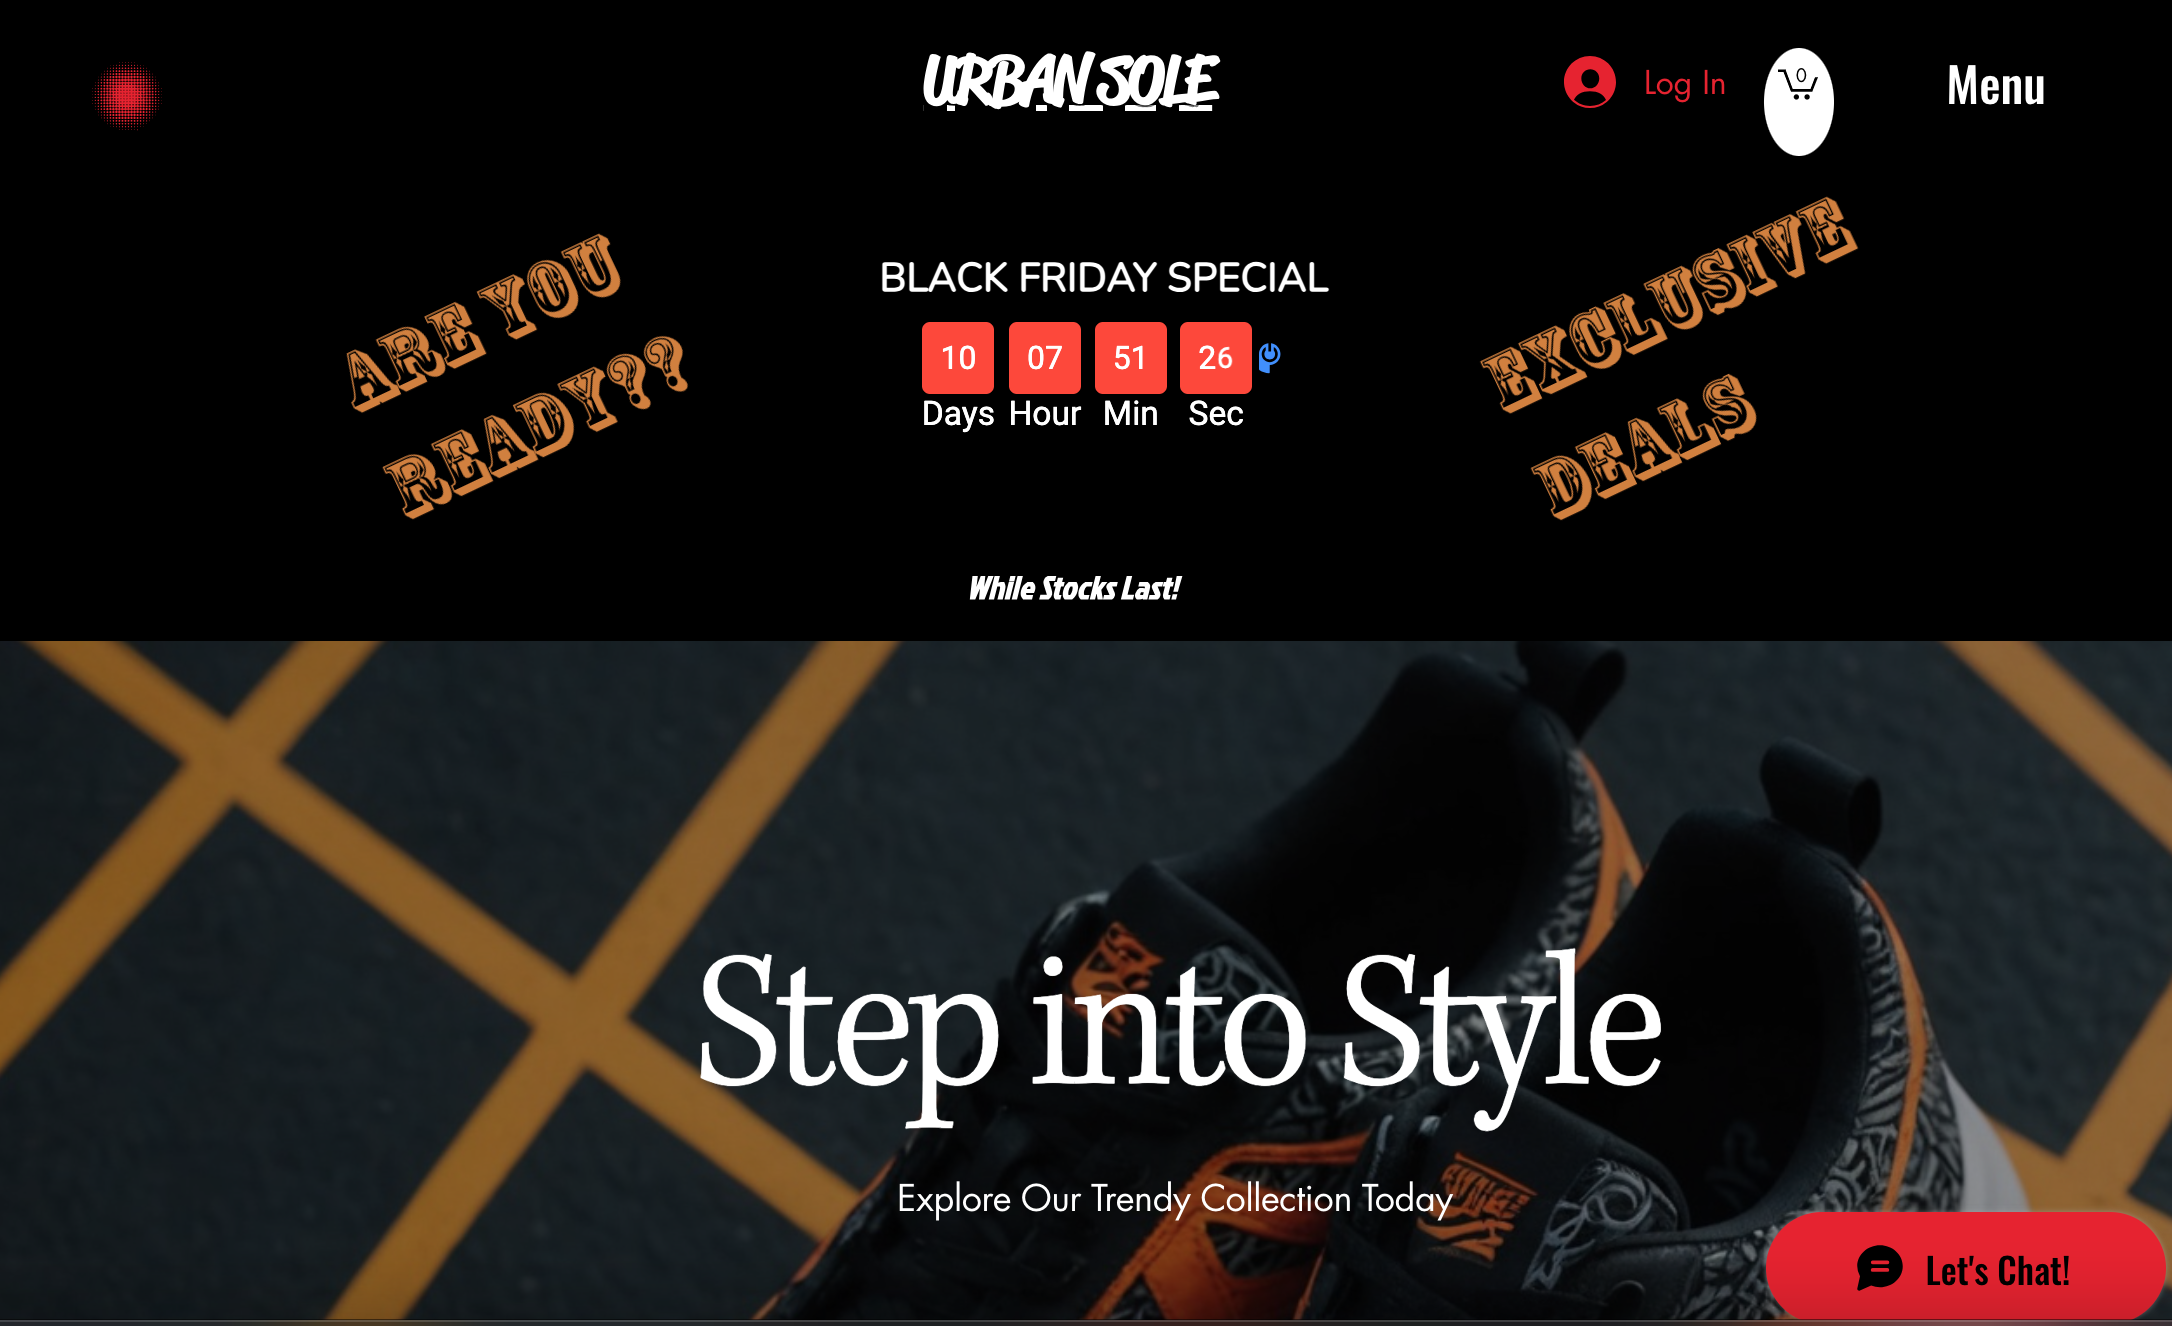 URBAN SOLE
Log In
0
Menu
ARE YOU
READY??
BLACK FRIDAY SPECIAL
10 07 51 26
Days Hour Min Sec
EXCLUSIVE
DEALS
While Stocks Last!
Step into Style
Explore Our Trendy Collection Today
Let's Chat!